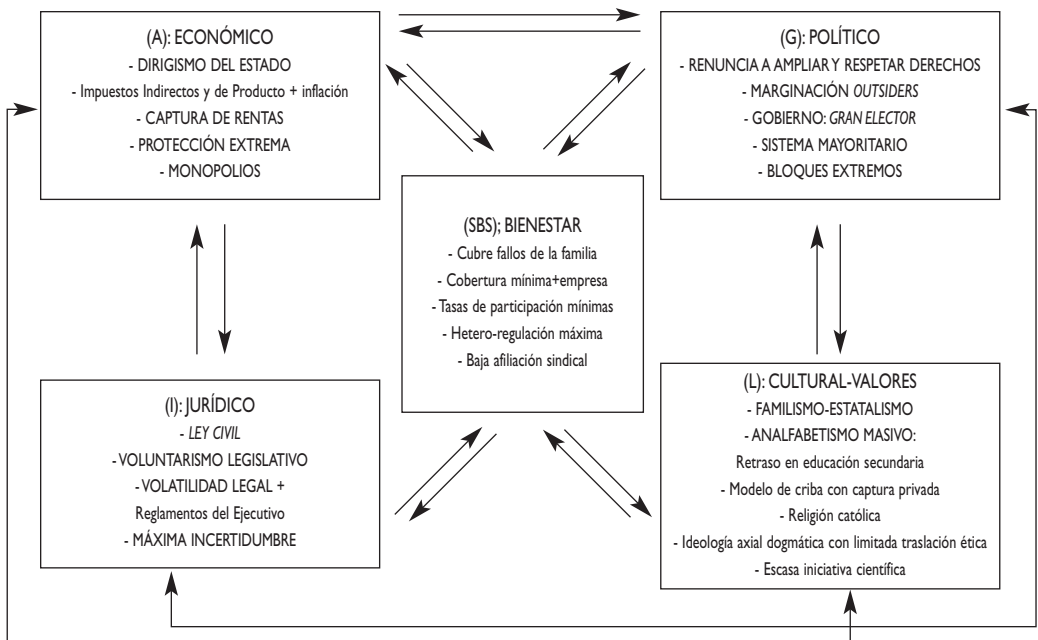 (A): ECONÓMICO
- DIRIGISMO DEL ESTADO
- Impuestos Indirectos y de Producto + inflación
- CAPTURA DE RENTAS
- PROTECCIÓN EXTREMA
- MONOPOLIOS
(G): POLÍTICO
- RENUNCIA A AMPLIAR Y RESPETAR DERECHOS
- MARGINACIÓN OUTSIDERS
- GOBIERNO: GRAN ELECTOR
- SISTEMA MAYORITARIO
- BLOQUES EXTREMOS
(SBS); BIENESTAR
- Cubre fallos de la familia
- Cobertura mínima+empresa
- Tasas de participación mínimas
- Hetero-regulación máxima
- Baja afiliación sindical
(I): JURÍDICO
- LEY CIVIL
- VOLUNTARISMO LEGISLATIVO
- VOLATILIDAD LEGAL +
Reglamentos del Ejecutivo
- MÁXIMA INCERTIDUMBRE
(L): CULTURAL-VALORES
- FAMILISMO-ESTATALISMO
- ANALFABETISMO MASIVO:
Retraso en educación secundaria
- Modelo de criba con captura privada
- Religión católica
- Ideología axial dogmática con limitada traslación ética
- Escasa iniciativa científica